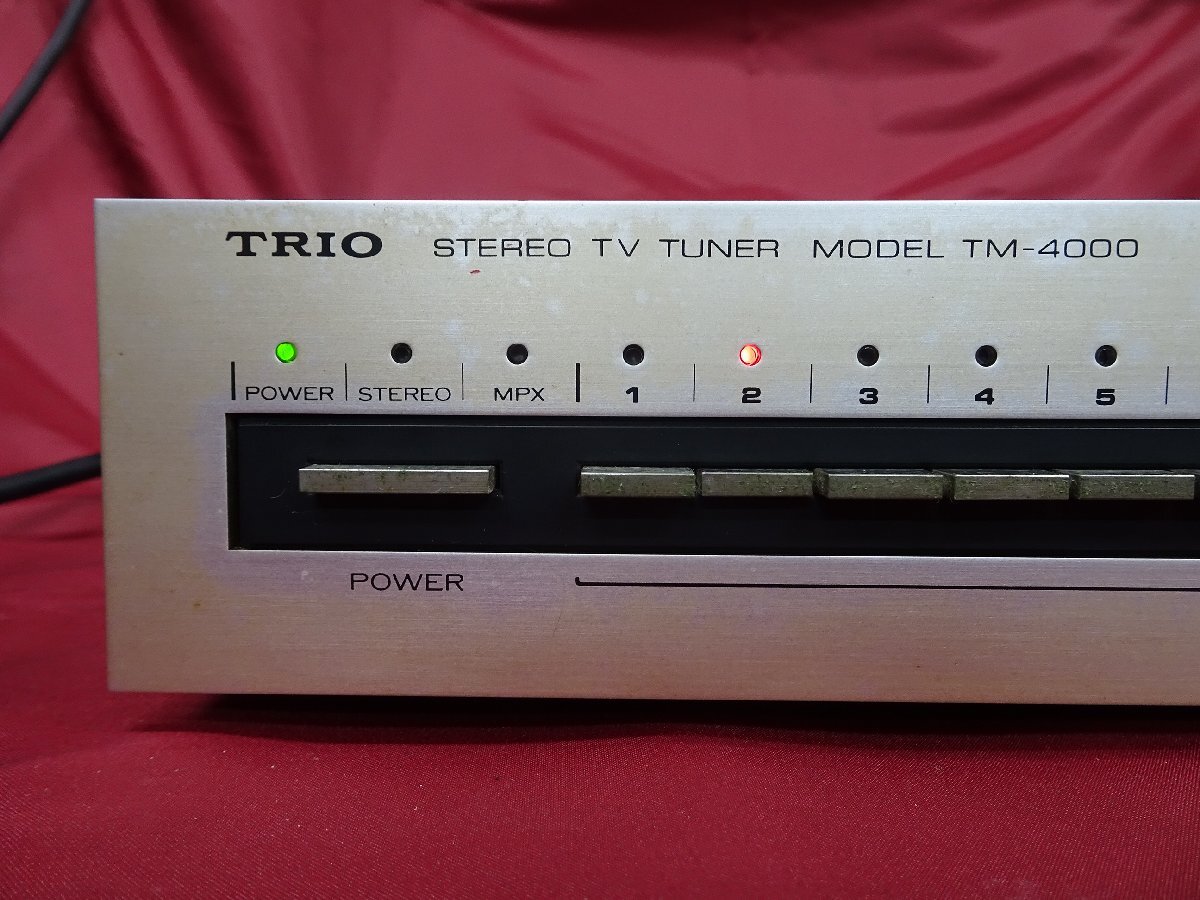 TRIO STEREO TV TUNER MODEL TM-4000
POWER STEREO MPX 1 2 3 4 5
POWER